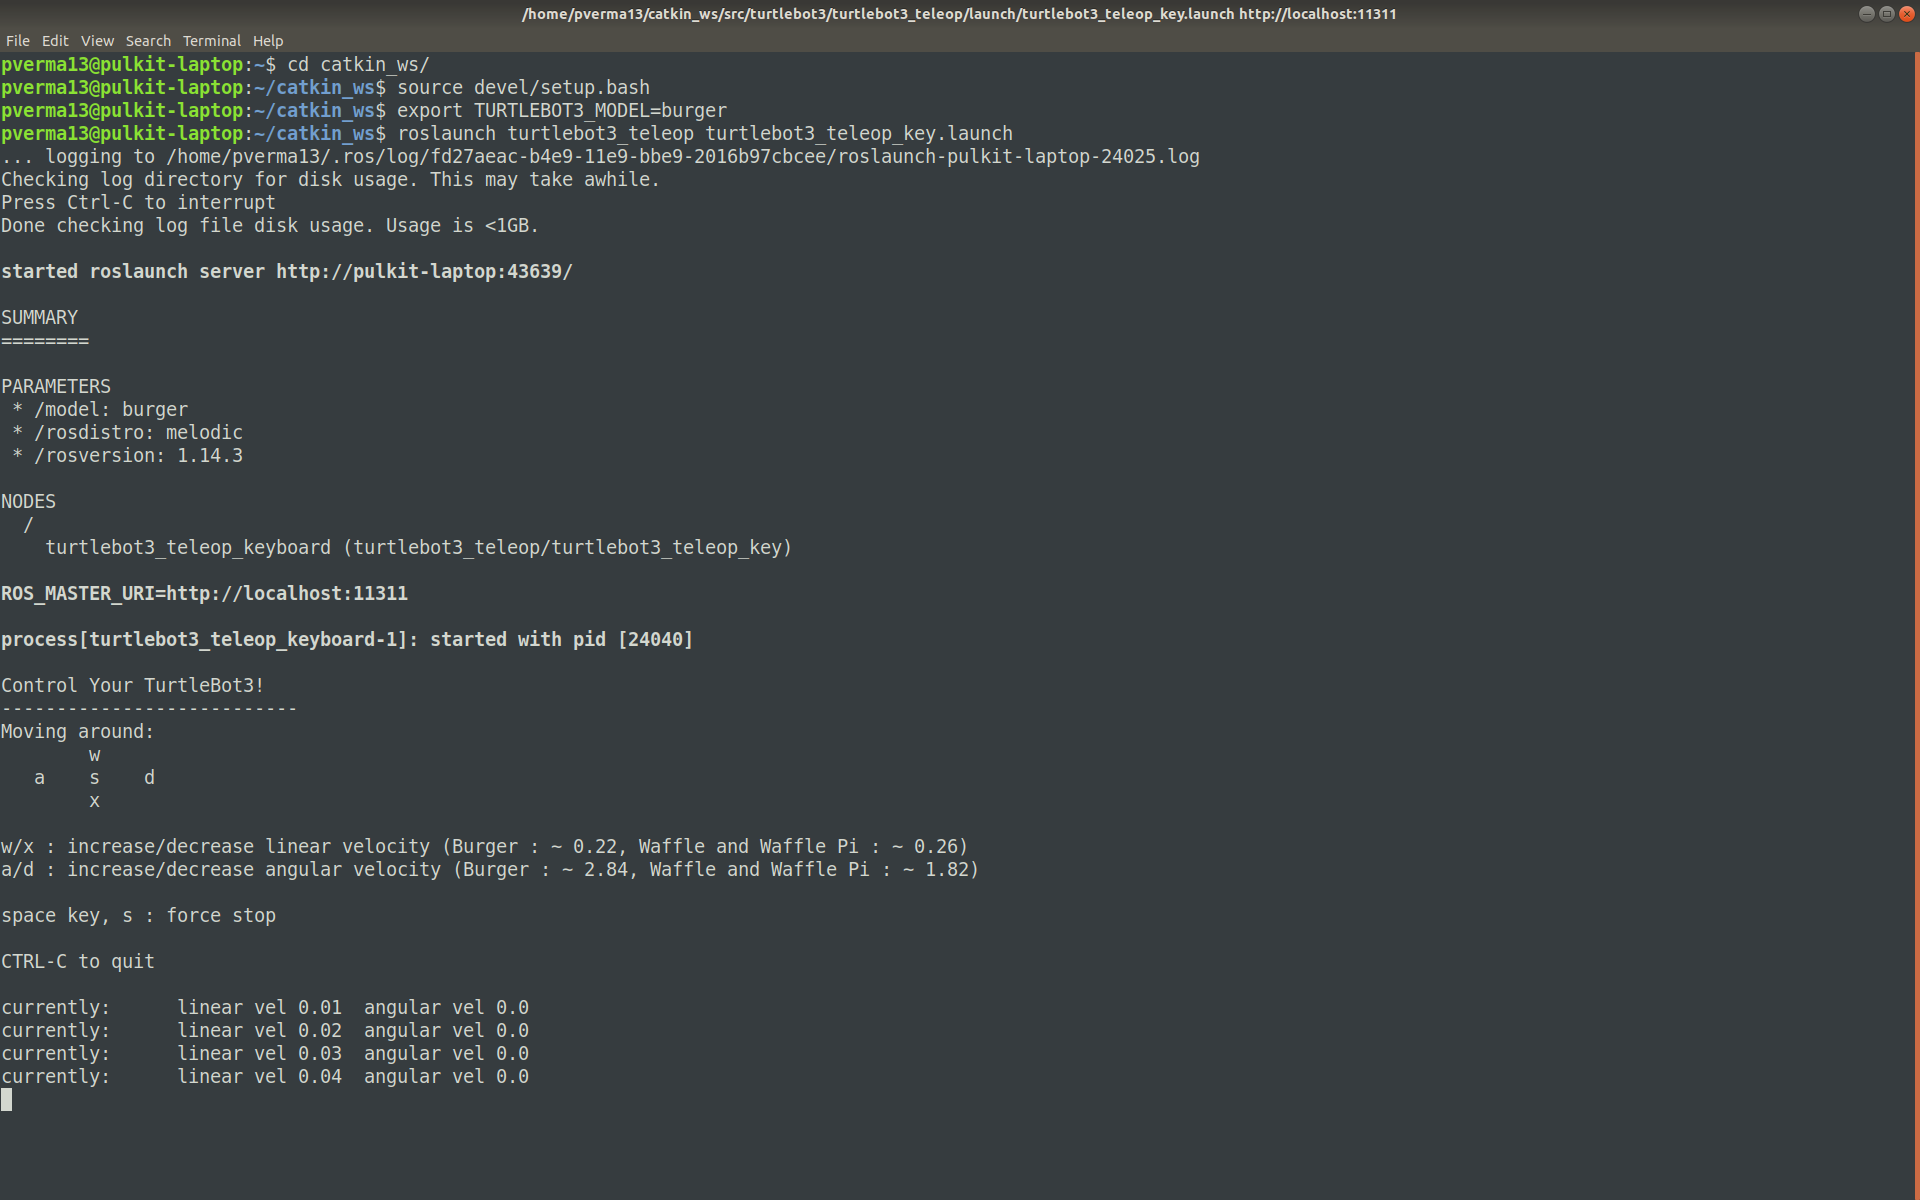 /home/pverma13/catkin_ws/src/turtlebot3/turtlebot3_teleop/launch/turtlebot3_teleop_key.launch http://localhost:11311
File Edit View Search Terminal Help
pverma13@pulkit-laptop:~$ cd catkin_ws/
pverma13@pulkit-laptop:~/catkin_ws$ source devel/setup.bash
pverma13@pulkit-laptop:~/catkin_ws$ export TURTLEBOT3_MODEL=burger
pverma13@pulkit-laptop:~/catkin_ws$ roslaunch turtlebot3_teleop turtlebot3_teleop_key.launch
... logging to /home/pverma13/.ros/log/fd27aeac-b4e9-11e9-bbe9-2016b97cbcee/roslaunch-pulkit-laptop-24025.log
Checking log directory for disk usage. This may take awhile.
Press Ctrl-C to interrupt
Done checking log file disk usage. Usage is <1GB.

started roslaunch server http://pulkit-laptop:43639/

SUMMARY
========

PARAMETERS
 * /model: burger
 * /rosdistro: melodic
 * /rosversion: 1.14.3

NODES
  /
    turtlebot3_teleop_keyboard (turtlebot3_teleop/turtlebot3_teleop_key)

ROS_MASTER_URI=http://localhost:11311

process[turtlebot3_teleop_keyboard-1]: started with pid [24040]

Control Your TurtleBot3!
---------------------------
Moving around:
        w
   a    s    d
        x

w/x : increase/decrease linear velocity (Burger : ~ 0.22, Waffle and Waffle Pi : ~ 0.26)
a/d : increase/decrease angular velocity (Burger : ~ 2.84, Waffle and Waffle Pi : ~ 1.82)

space key, s : force stop

CTRL-C to quit

currently:      linear vel 0.01  angular vel 0.0
currently:      linear vel 0.02  angular vel 0.0
currently:      linear vel 0.03  angular vel 0.0
currently:      linear vel 0.04  angular vel 0.0